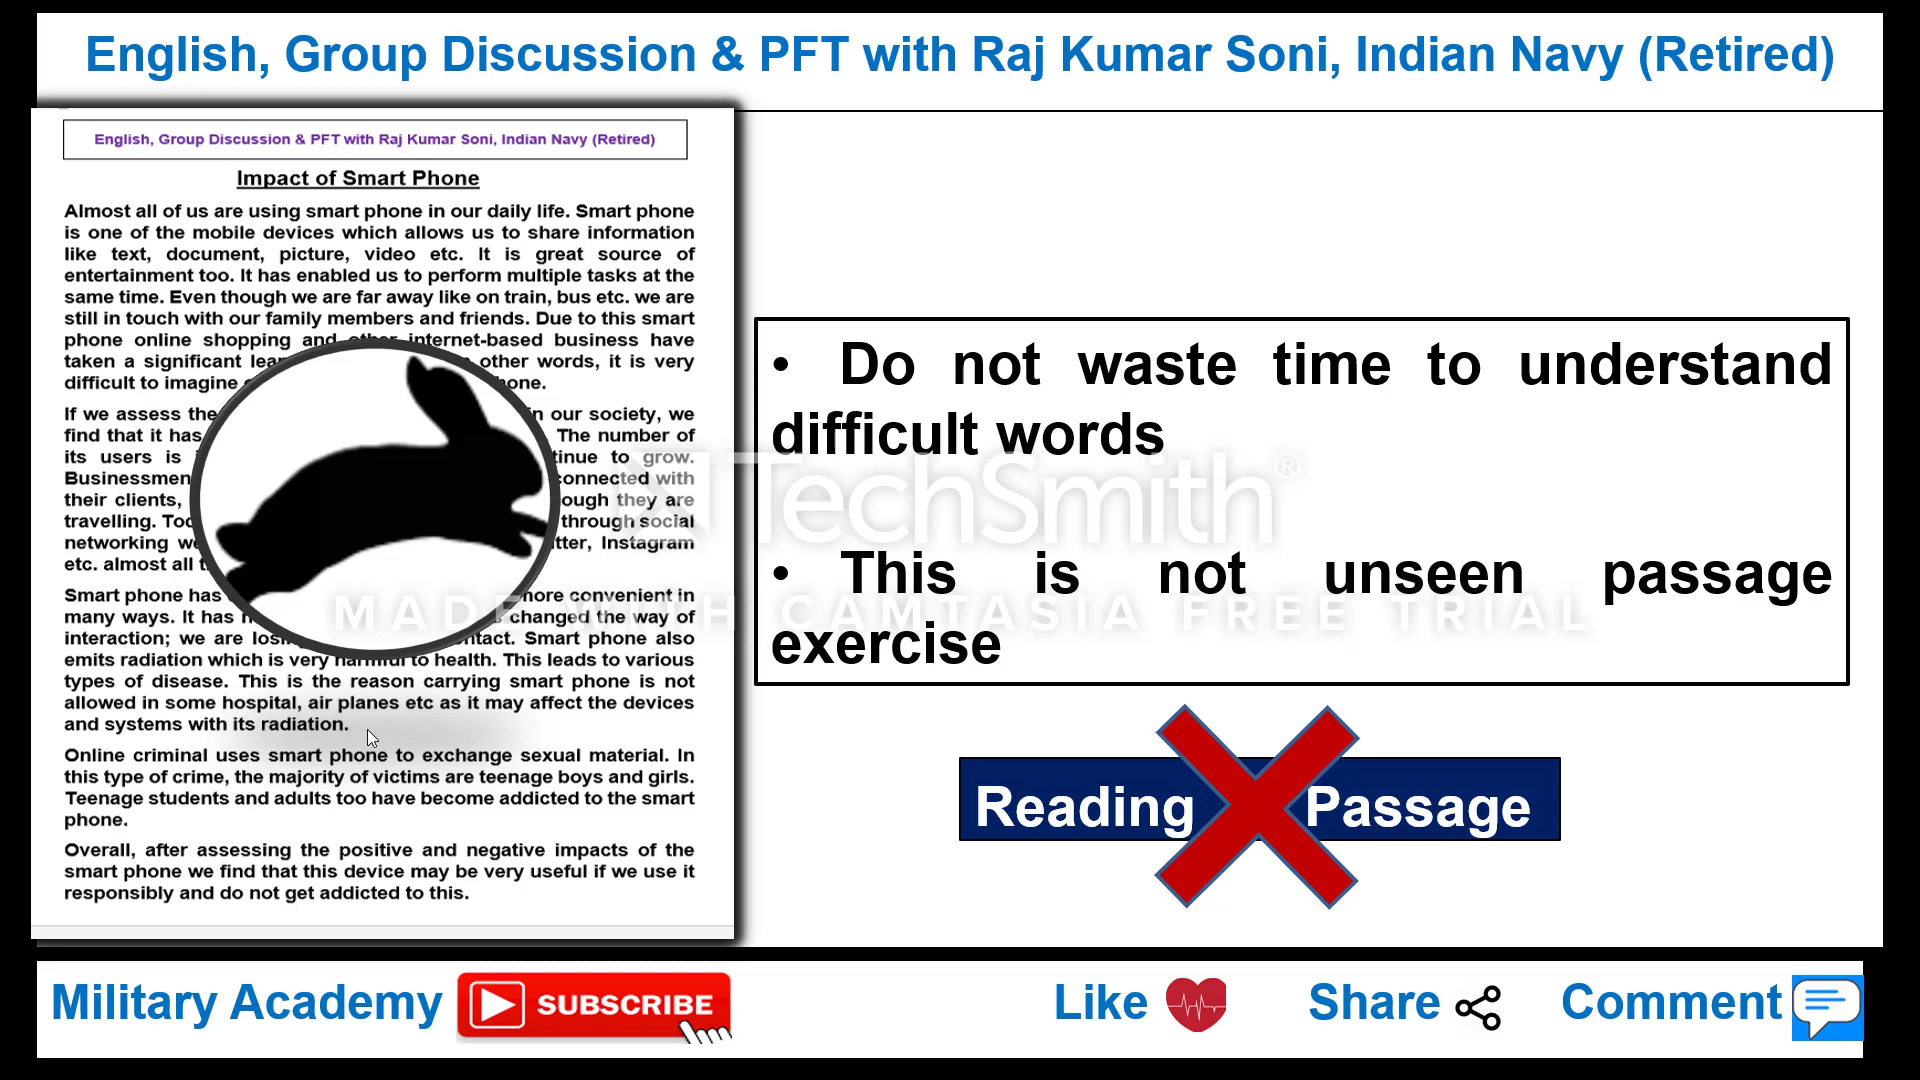 English, Group Discussion & PFT with Raj Kumar Soni, Indian Navy (Retired)
English, Group Discussion & PFT with Raj Kumar Soni, Indian Navy (Retired)
Impact of Smart Phone
Almost all of us are using smart phone in our daily life. Smart phone
is one of the mobile devices which allows us to share information
like text, document, picture, video etc. It is great source of
entertainment too. It has enabled us to perform multiple tasks at the
same time. Even though we are far away like on train, bus etc. we are
still in touch with our family members and friends. Due to this smart
phone online shopping and other internet-based business have
taken a significant other words, it is very
difficult to imagine
If we assess the in our society, we
find that it has The number of
its users is to grow.
connected with
their clients, they are
travelling. through social
networking Instagram
etc. almost all
Smart phone has more convenient in
many ways. It has changed the way of
interaction; we are Smart phone also
emits radiation which is very harmful to health. This leads to various
types of disease. This is the reason carrying smart phone is not
allowed in some hospital, air planes etc as it may affect the devices
and systems with its radiation.
Online criminal uses smart phone to exchange sexual material. In
this type of crime, the majority of victims are teenage boys and girls.
Teenage students and adults too have become addicted to the smart
phone.
Overall, after assessing the positive and negative impacts of the
smart phone we find that this device may be very useful if we use it
responsibly and do not get addicted to this.
• Do not waste time to understand
difficult words
• This is not unseen passage
exercise
TechSmith®
MADE WITH CAMTASIA FREE TRIAL
Reading Passage
Military Academy SUBSCRIBE Like Share Comment